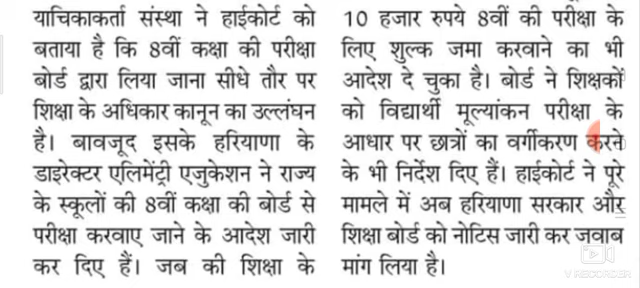 याचिकाकर्ता संस्था ने हाईकोर्ट को
बताया है कि 8वीं कक्षा की परीक्षा
बोर्ड द्वारा लिया जाना सीधे तौर पर
शिक्षा के अधिकार कानून का उल्लंघन
है। बावजूद इसके हरियाणा के
डाइरेक्टर एलिमेंट्री एजुकेशन ने राज्य
के स्कूलों की 8वीं कक्षा की बोर्ड से
परीक्षा करवाए जाने के आदेश जारी
कर दिए हैं। जब की शिक्षा के
10 हजार रुपये 8वीं की परीक्षा के
लिए शुल्क जमा करवाने का भी
आदेश दे चुका है। बोर्ड ने शिक्षकों
को विद्यार्थी मूल्यांकन परीक्षा के
आधार पर छात्रों का वर्गीकरण करने
के भी निर्देश दिए हैं। हाईकोर्ट ने पूरे
मामले में अब हरियाणा सरकार और
शिक्षा बोर्ड को नोटिस जारी कर जवाब
मांग लिया है।
V RECORDER